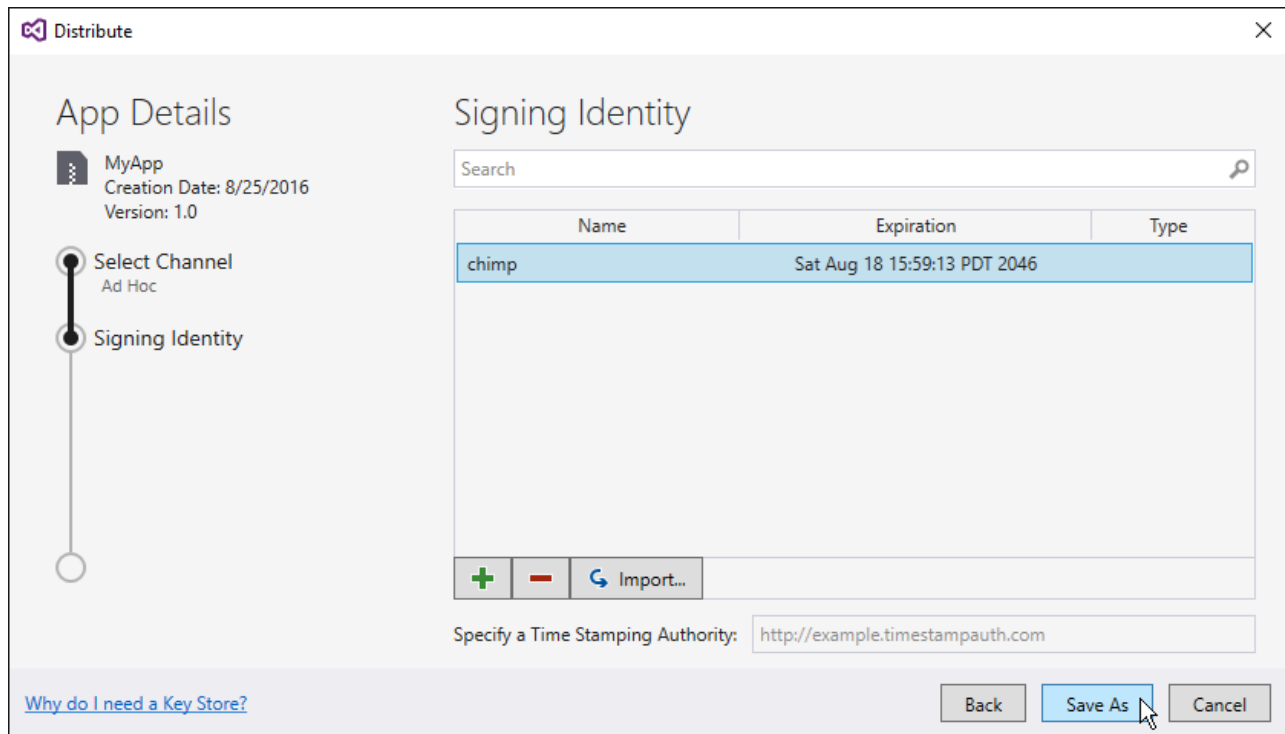 Distribute
App Details
MyApp
Creation Date: 8/25/2016
Version: 1.0
Select Channel
Ad Hoc
Signing Identity
Signing Identity
Search
Name Expiration Type
chimp Sat Aug 18 15:59:13 PDT 2046
Import...
Specify a Time Stamping Authority: http://example.timestampauth.com
Why do I need a Key Store?
Back Save As Cancel